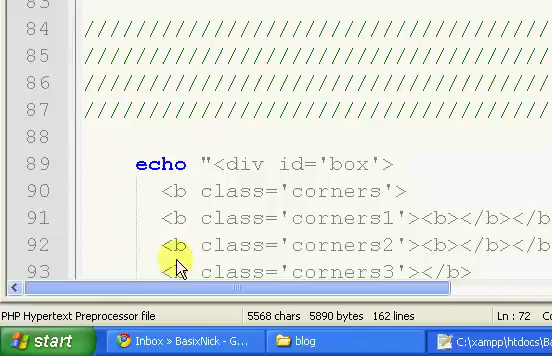 83
84 //////////////////////////////////////
85 //////////////////////////////////////
86 //////////////////////////////////////
87 //////////////////////////////////////
88
89 echo "<div id='box'>
90 <b class='corners'>
91 <b class='corners1'><b></b></b
92 <b class='corners2'><b></b></b
93 <b class='corners3'></b>
PHP Hypertext Preprocessor file 5568 chars 5890 bytes 162 lines Ln : 72 Co
start Inbox » BasixNick - G... blog C:\xampp\htdocs\Ba